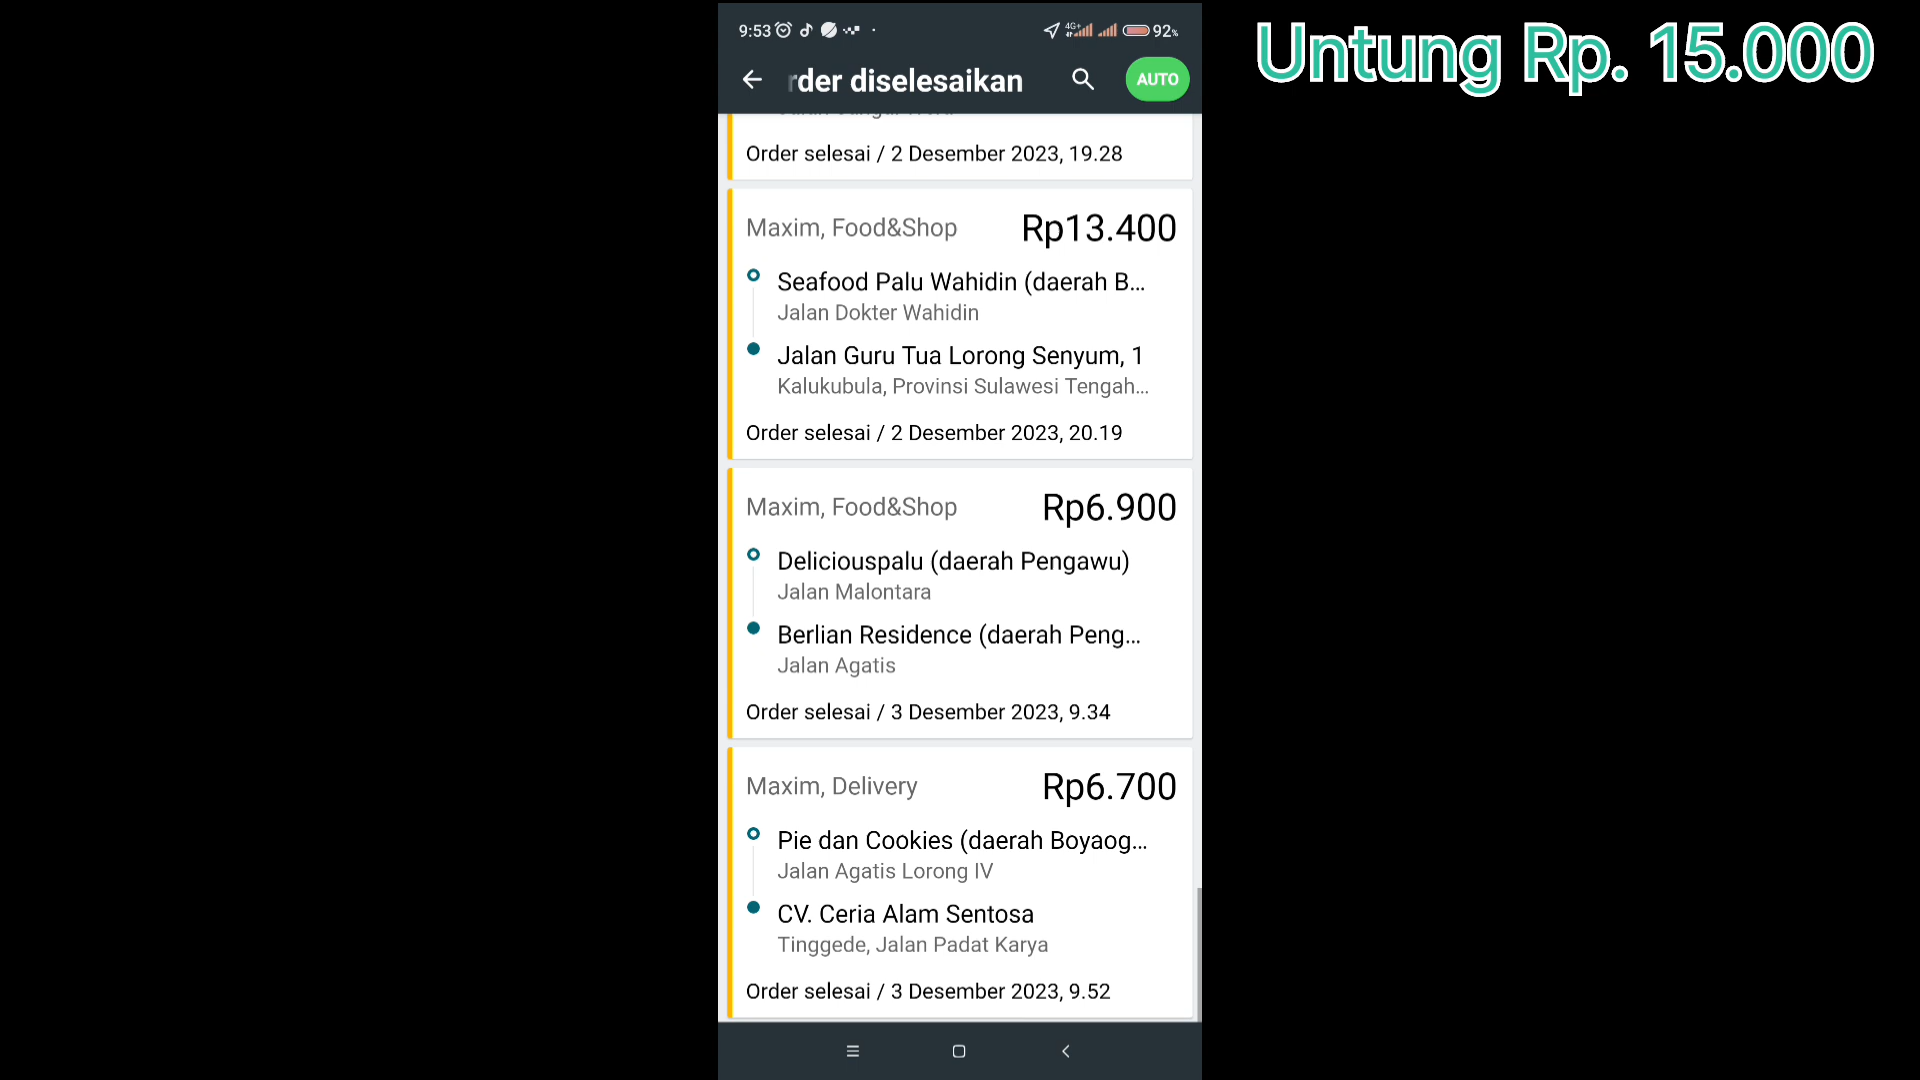 9:53
4G+
92%
Untung Rp. 15.000
rder diselesaikan
AUTO
Order selesai / 2 Desember 2023, 19.28
Maxim, Food&Shop
Rp13.400
Seafood Palu Wahidin (daerah B...
Jalan Dokter Wahidin
Jalan Guru Tua Lorong Senyum, 1
Kalukubula, Provinsi Sulawesi Tengah...
Order selesai / 2 Desember 2023, 20.19
Maxim, Food&Shop
Rp6.900
Deliciouspalu (daerah Pengawu)
Jalan Malontara
Berlian Residence (daerah Peng...
Jalan Agatis
Order selesai / 3 Desember 2023, 9.34
Maxim, Delivery
Rp6.700
Pie dan Cookies (daerah Boyaog...
Jalan Agatis Lorong IV
CV. Ceria Alam Sentosa
Tinggede, Jalan Padat Karya
Order selesai / 3 Desember 2023, 9.52